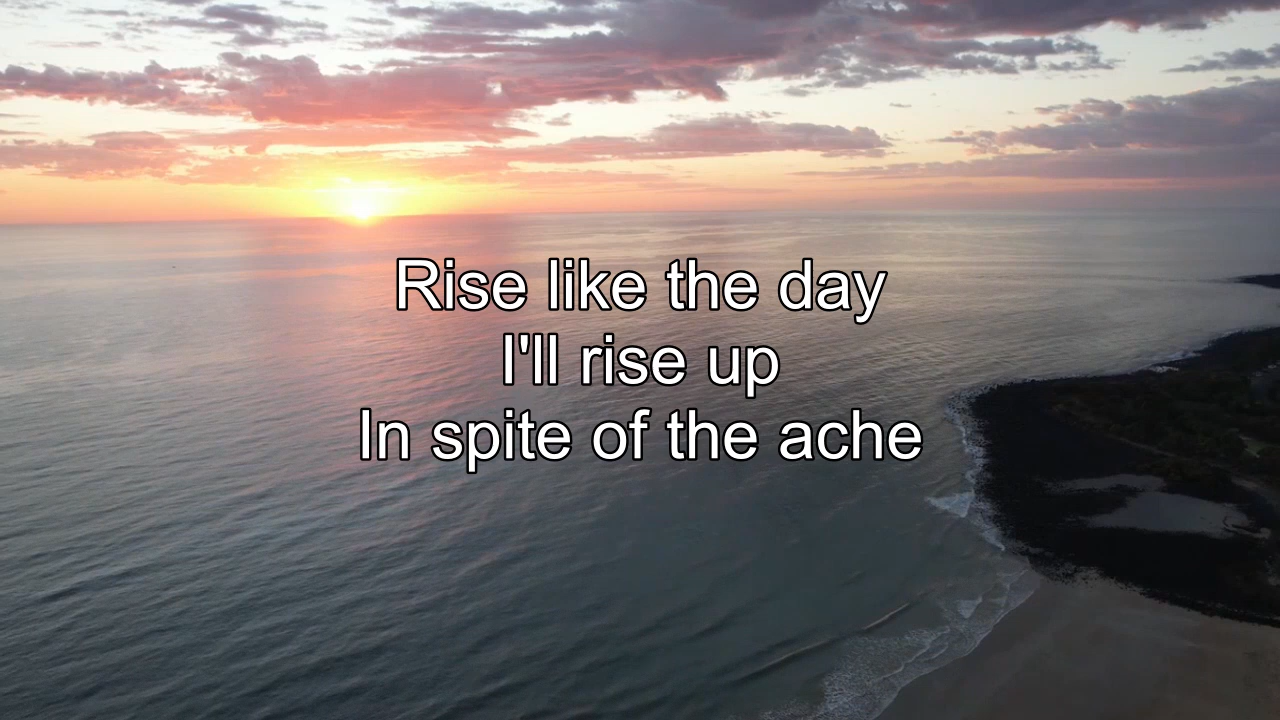 Rise like the day
I'll rise up
In spite of the ache